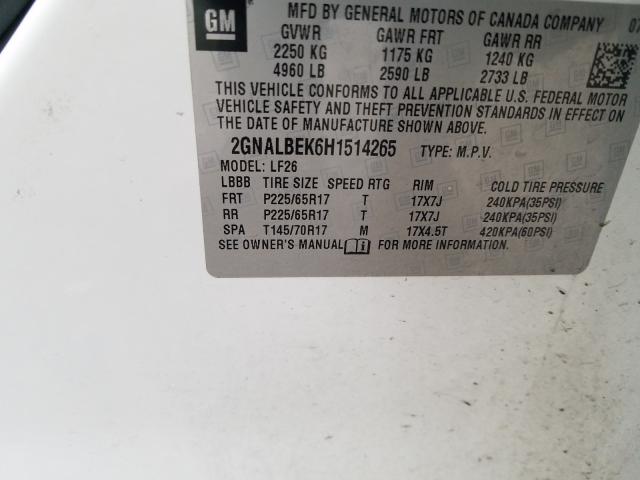 GM
MFD BY GENERAL MOTORS OF CANADA COMPANY
GVWR GAWR FRT GAWR RR
2250 KG 1175 KG 1240 KG
4960 LB 2590 LB 2733 LB
THIS VEHICLE CONFORMS TO ALL APPLICABLE U.S. FEDERAL MOTOR
VEHICLE SAFETY AND THEFT PREVENTION STANDARDS IN EFFECT ON
THE DATE OF MANUFACTURE SHOWN ABOVE.
2GNALBEK6H1514265 TYPE: M.P.V.
MODEL: LF26
LBBB TIRE SIZE SPEED RTG RIM COLD TIRE PRESSURE
FRT P225/65R17 T 17X7J 240KPA(35PSI)
RR P225/65R17 T 17X7J 240KPA(35PSI)
SPA T145/70R17 M 17X4.5T 420KPA(60PSI)
SEE OWNER'S MANUAL FOR MORE INFORMATION.